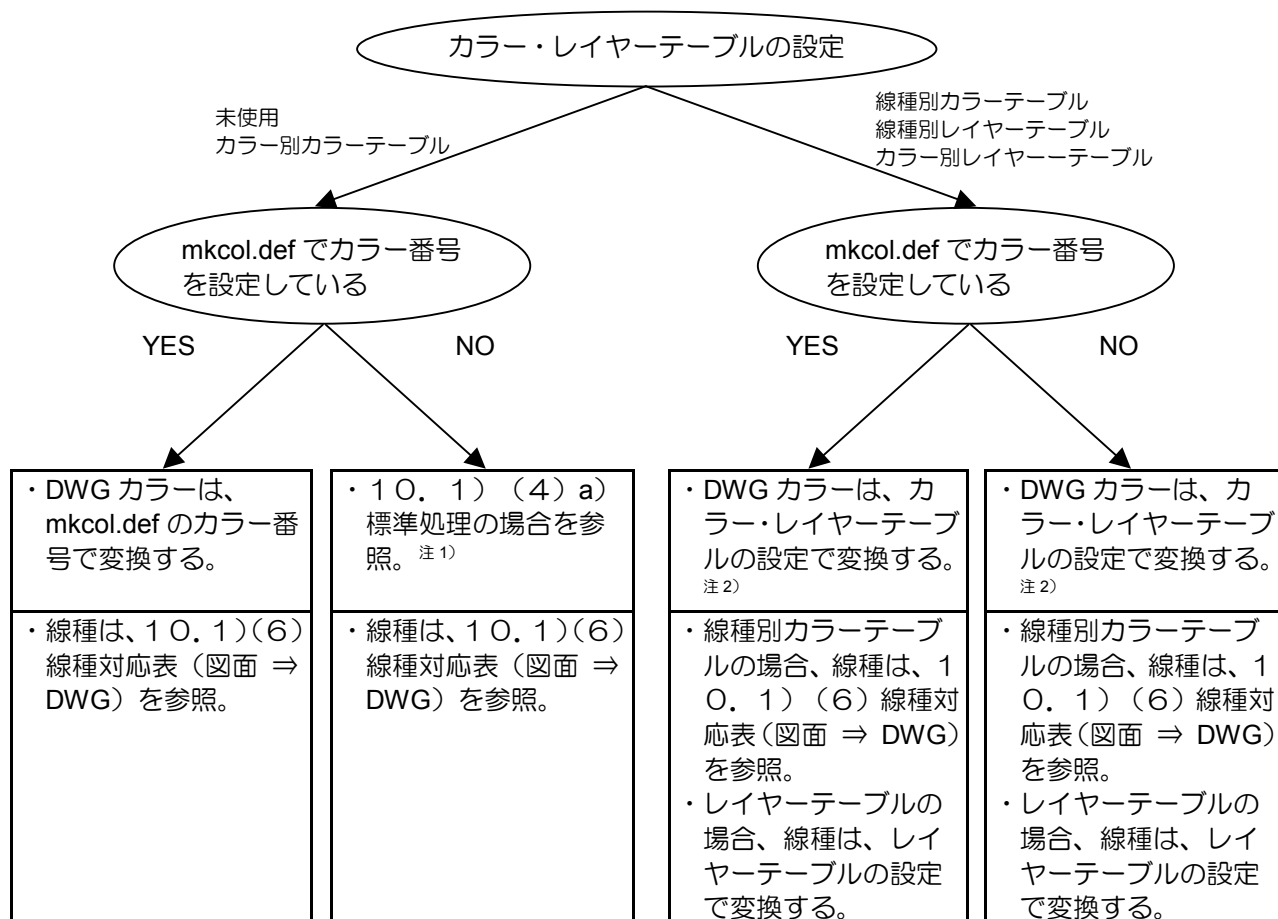 カラー・レイヤーテーブルの設定
未使用
カラー別カラーテーブル
線種別カラーテーブル
線種別レイヤーテーブル
カラー別レイヤーーテーブル
mkcol.def でカラー番号
を設定している
mkcol.def でカラー番号
を設定している
YES
NO
YES
NO
・DWG カラーは、
mkcol.def のカラー番
号で変換する。
・線種は、１０．１）（６）
線種対応表（図面 ⇒
DWG）を参照。
・１０．１）（４）a）
標準処理の場合を参
照。注 1）
・線種は、１０．１）（６）
線種対応表（図面 ⇒
DWG）を参照。
・DWG カラーは、カ
ラー・レイヤーテーブ
ルの設定で変換する。
注 2）
・線種別カラーテーブ
ルの場合、線種は、１
０．１）（６）線種対
応表（図面 ⇒ DWG）
を参照。
・レイヤーテーブルの
場合、線種は、レイ
ヤーテーブルの設定
で変換する。
・DWG カラーは、カ
ラー・レイヤーテーブ
ルの設定で変換する。
注 2）
・線種別カラーテーブ
ルの場合、線種は、１
０．１）（６）線種対
応表（図面 ⇒ DWG）
を参照。
・レイヤーテーブルの
場合、線種は、レイ
ヤーテーブルの設定
で変換する。